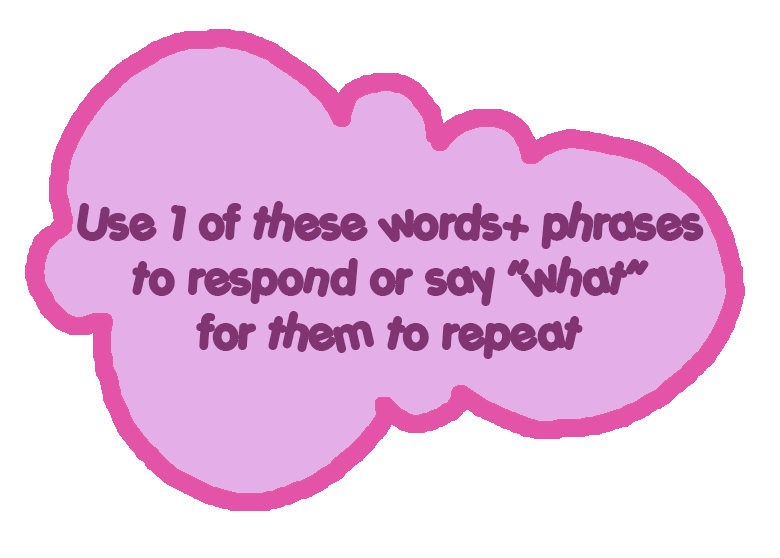 Use 1 of these words+ phrases
to respond or say "what"
for them to repeat